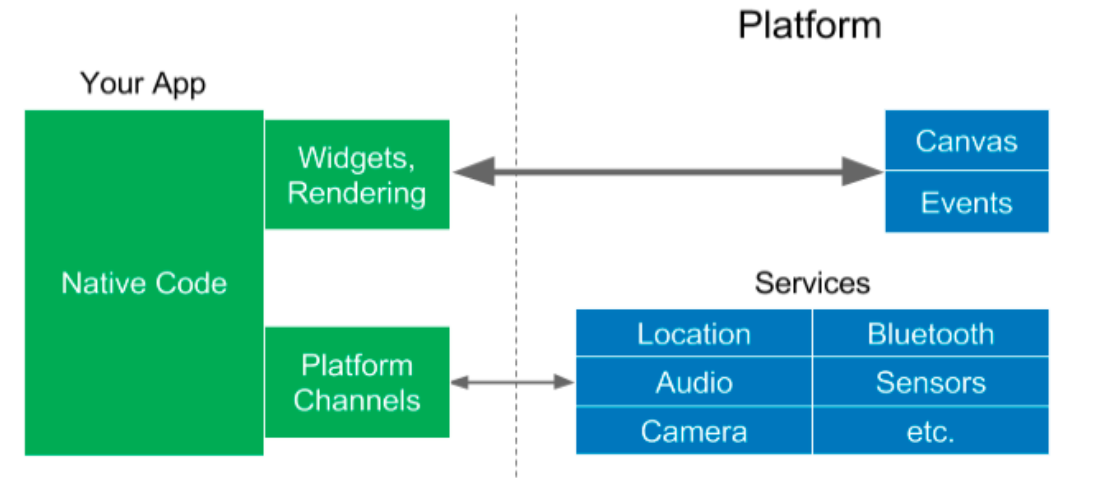 Platform
Your App
Widgets,
Rendering
Canvas
Events
Native Code
Services
Platform
Channels
Location
Bluetooth
Audio
Sensors
Camera
etc.